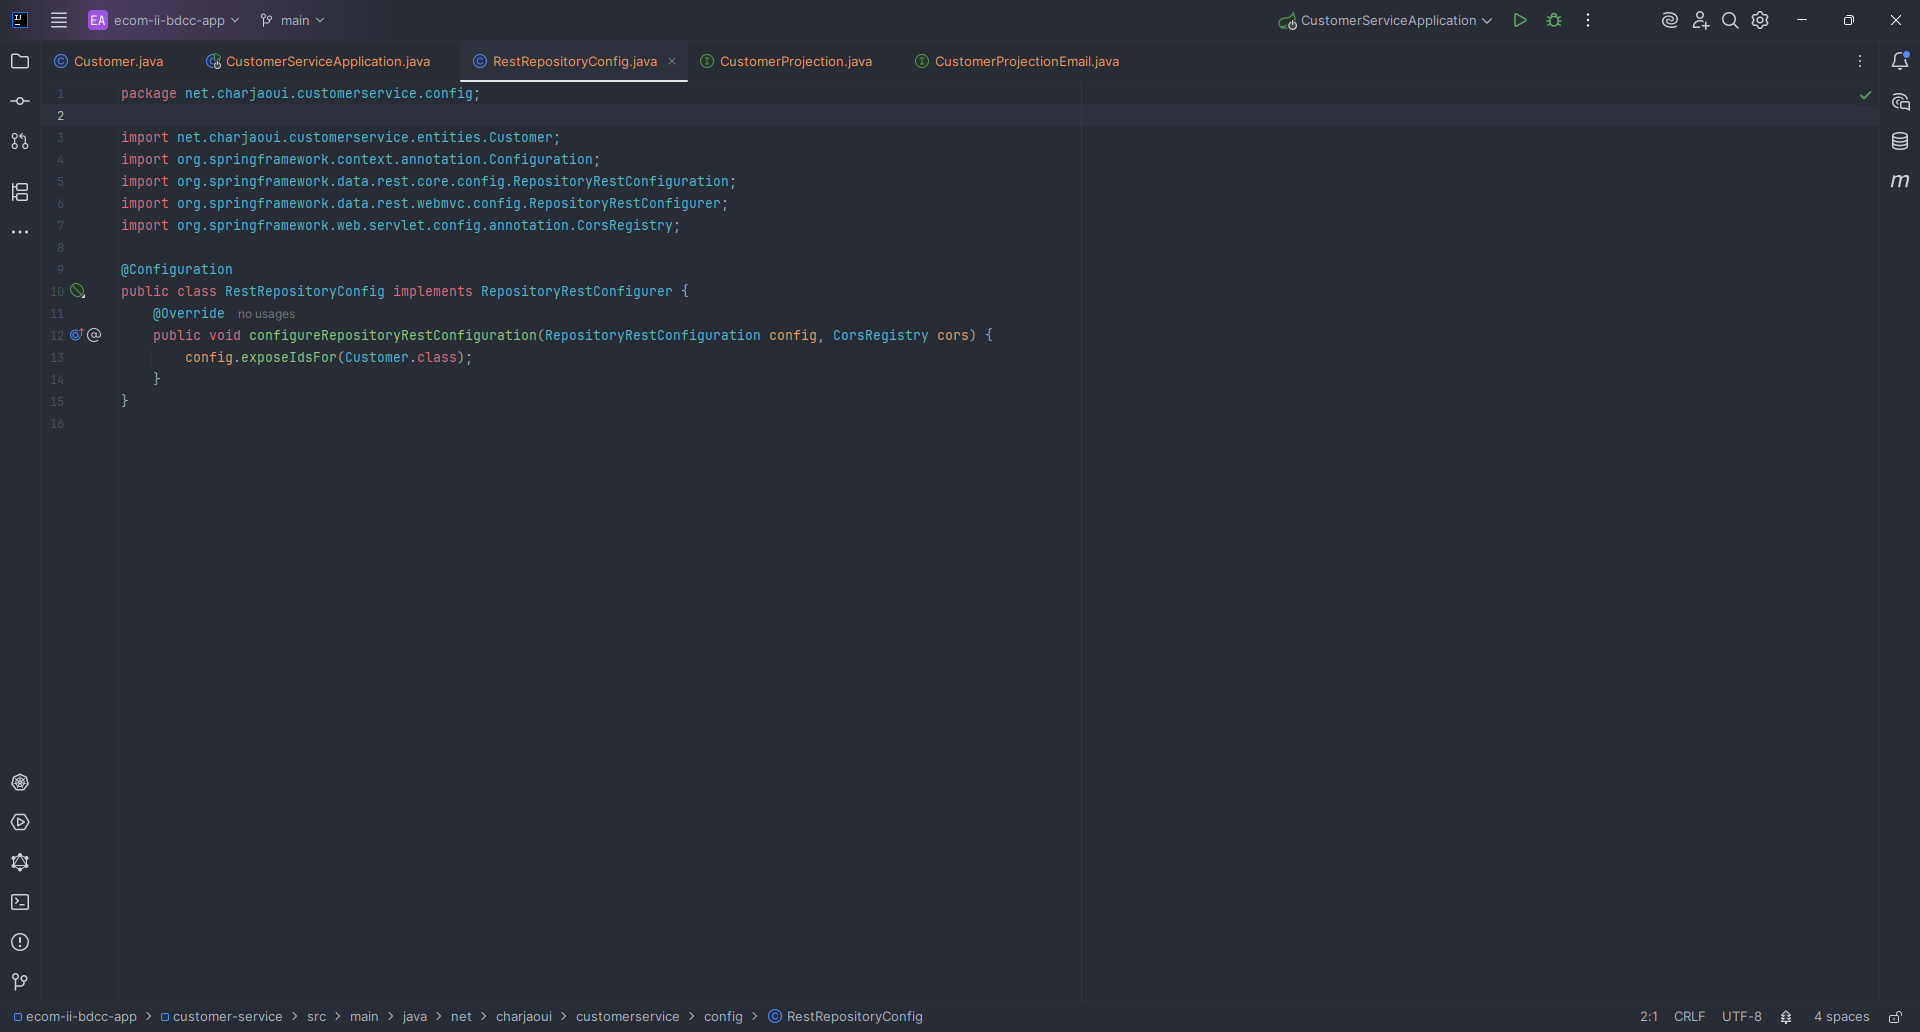 EA ecom-ii-bdcc-app main CustomerServiceApplication
Customer.java CustomerServiceApplication.java RestRepositoryConfig.java CustomerProjection.java CustomerProjectionEmail.java
1 package net.charjaoui.customerservice.config;
2
3 import net.charjaoui.customerservice.entities.Customer;
4 import org.springframework.context.annotation.Configuration;
5 import org.springframework.data.rest.core.config.RepositoryRestConfiguration;
6 import org.springframework.data.rest.webmvc.config.RepositoryRestConfigurer;
7 import org.springframework.web.servlet.config.annotation.CorsRegistry;
8
9 @Configuration
10 public class RestRepositoryConfig implements RepositoryRestConfigurer {
11 @Override no usages
12 public void configureRepositoryRestConfiguration(RepositoryRestConfiguration config, CorsRegistry cors) {
13 config.exposeIdsFor(Customer.class);
14 }
15 }
16
ecom-ii-bdcc-app > customer-service > src > main > java > net > charjaoui > customerservice > config > RestRepositoryConfig 2:1 CRLF UTF-8 4 spaces